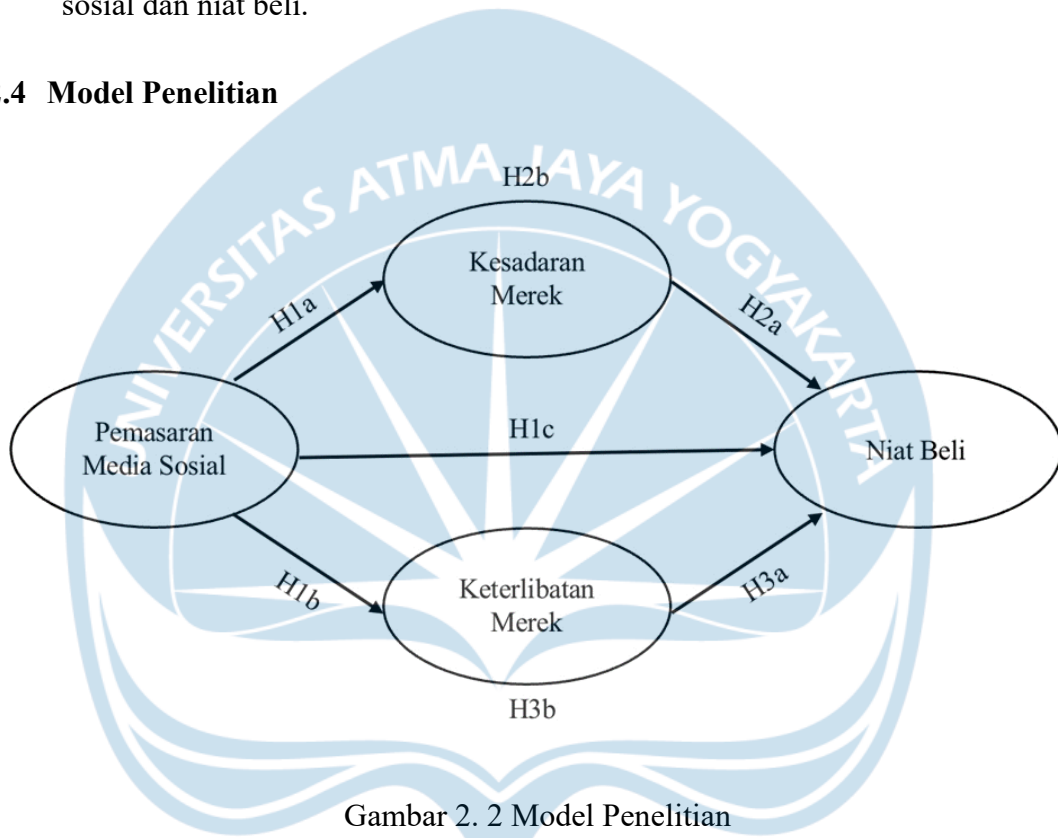 sosial dan niat beli.
.4 Model Penelitian
UNIVERSITAS ATMA JAYA YOGYAKARTA
H2b
Kesadaran
Merek
H1a
H2a
Pemasaran
Media Sosial
H1c
Niat Beli
H1b
Keterlibatan
Merek
H3a
H3b
Gambar 2. 2 Model Penelitian